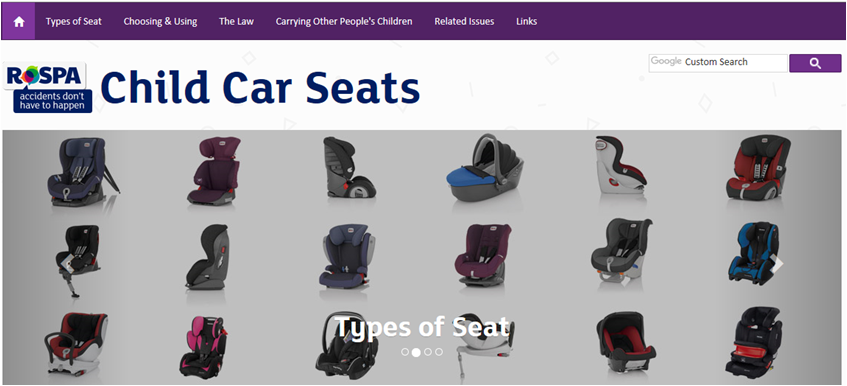 Types of Seat Choosing & Using The Law Carrying Other People's Children Related Issues Links
Google Custom Search
ROSPA
accidents don't
have to happen
Child Car Seats
Types of Seat